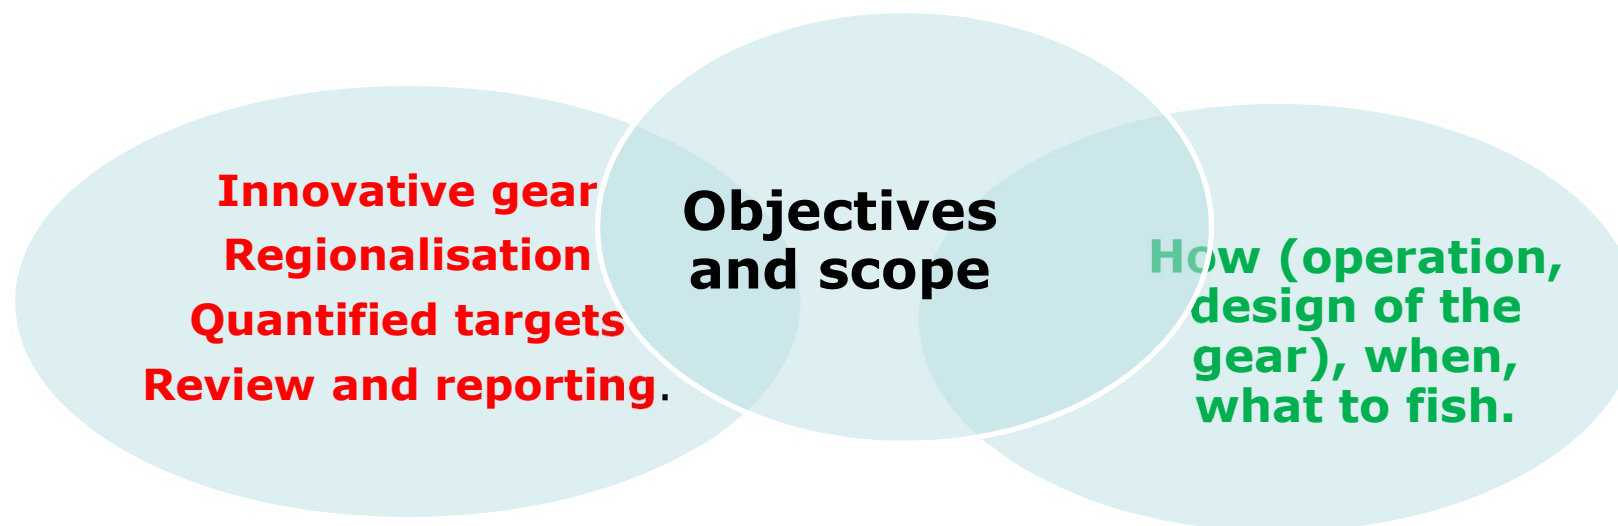 Innovative gear
Regionalisation
Quantified targets
Review and reporting.
Objectives
and scope
How (operation,
design of the
gear), when,
what to fish.